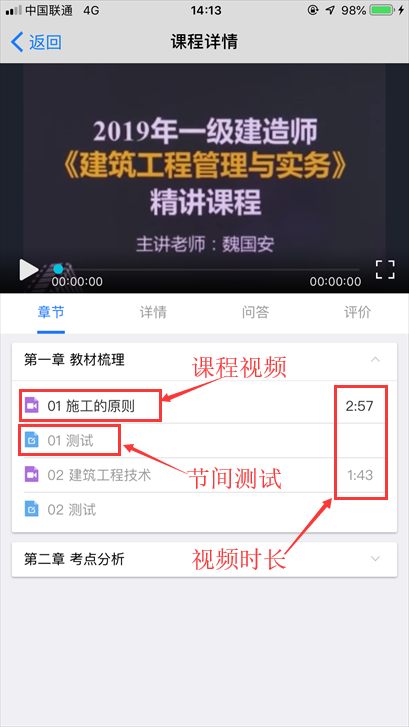 中国联通 4G 14:13 98%
返回 课程详情
2019年一级建造师
《建筑工程管理与实务》
精讲课程
主讲老师：魏国安
00:00:00 00:00:00
章节 详情 问答 评价
第一章 教材梳理
课程视频
01 施工的原则 2:57
01 测试
02 建筑工程技术 1:43
节间测试
02 测试
视频时长
第二章 考点分析